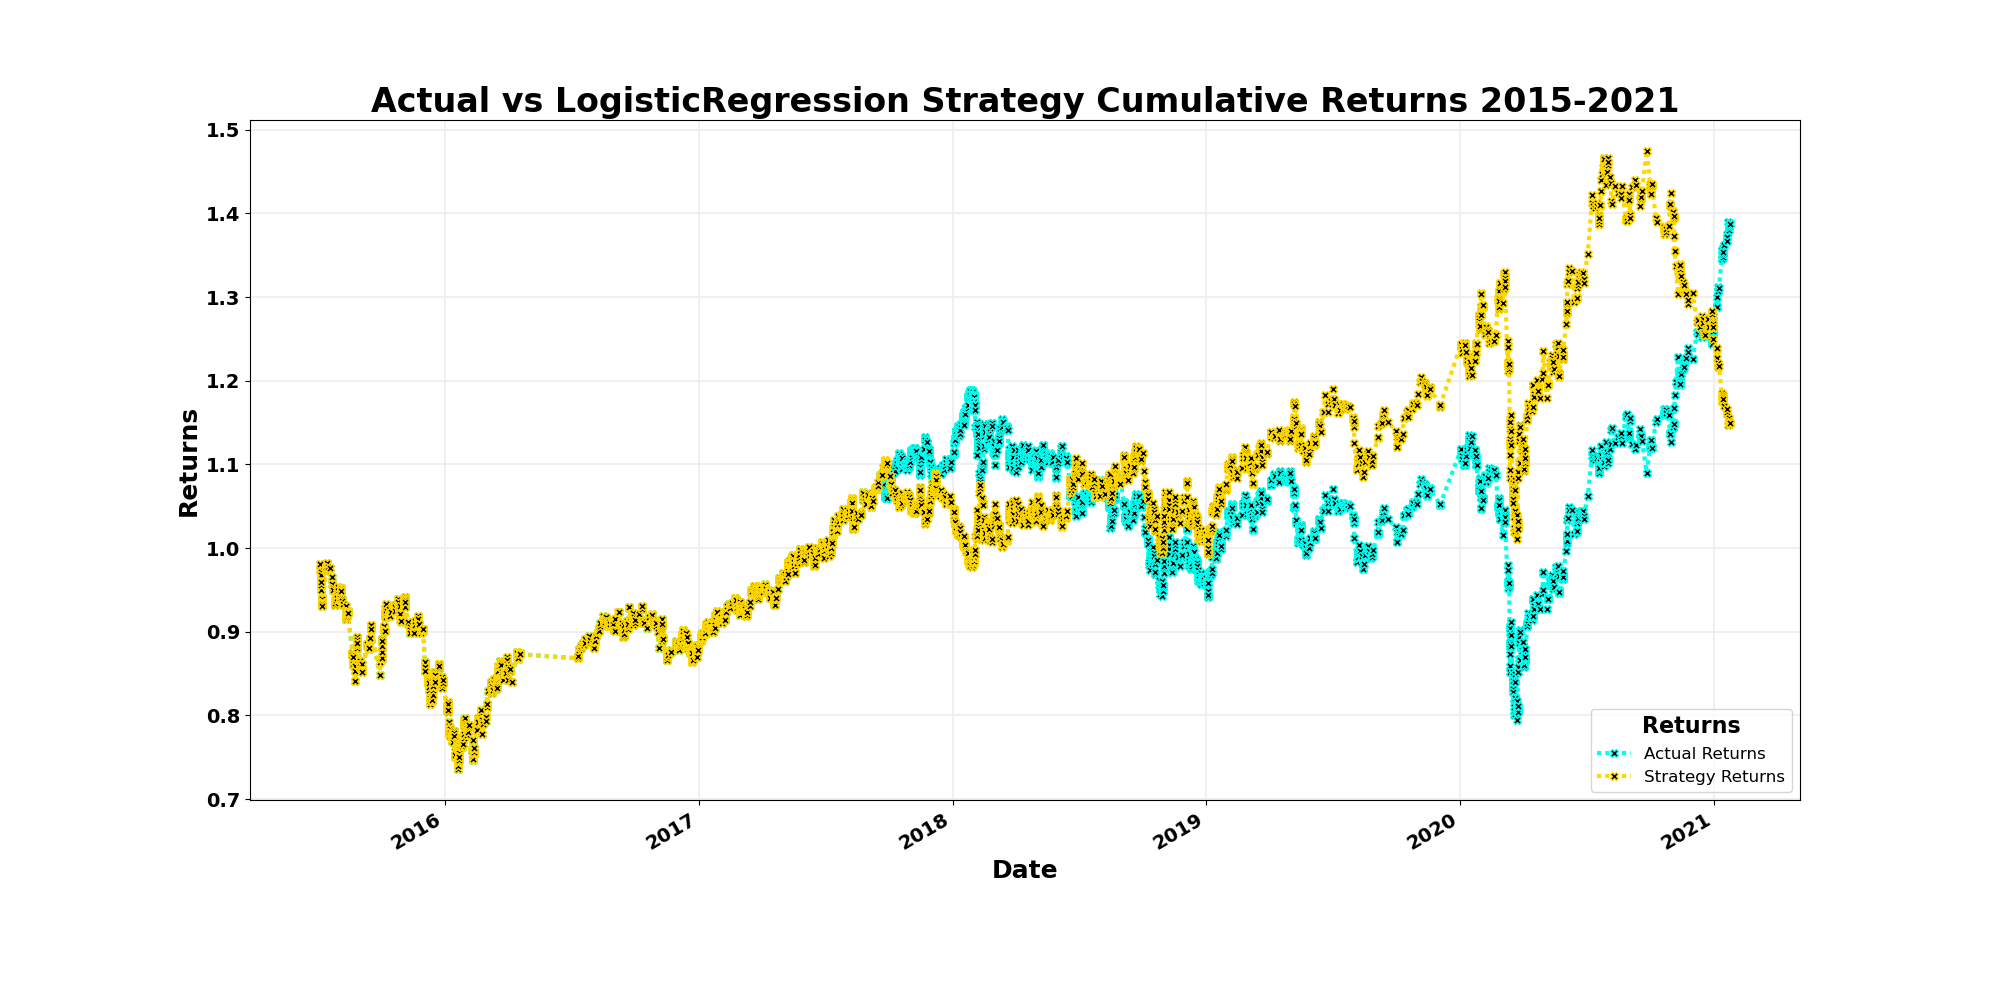 Actual vs LogisticRegression Strategy Cumulative Returns 2015-2021
Returns
1.5
1.4
1.3
1.2
1.1
1.0
0.9
0.8
0.7
2016
2017
2018
2019
2020
2021
Date
Returns
Actual Returns
Strategy Returns